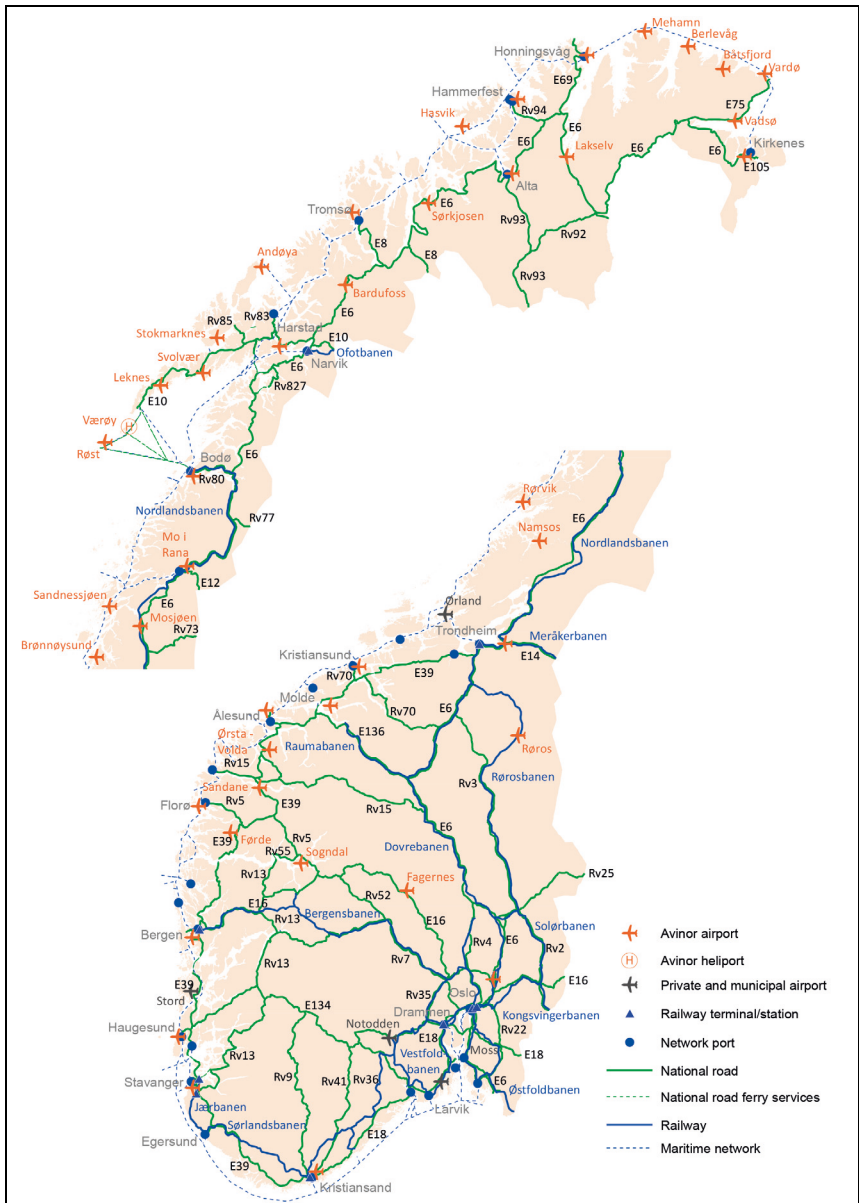 Mehamn
Berlevåg
Honningsvåg
Båtsfjord
Vardø
E69
Hammerfest
Rv94
E75
Hasvik
E6
Vadsø
E6
Lakselv
E6
E6
Kirkenes
E105
Alta
Tromsø
E6
Sørkjosen
Rv93
Rv92
E8
E8
Andøya
Rv93
Bardufoss
E6
Rv85
Rv83
Stokmarknes
Harstad
E10
Svolvær
Ofotbanen
E6
Narvik
Leknes
Rv827
E10
Værøy
H
Røst
Bodø
E6
Rv80
Rørvik
Nordlandsbanen
E6
Rv77
Namsos
Nordlandsbanen
Mo i
Rana
E12
Sandnessjøen
E6
Ørland
Mosjøen
Rv73
Trondheim
Meråkerbanen
Brønnøysund
Kristiansund
E14
Rv70
E39
Molde
Rv70
E6
Ålesund
E136
Ørsta -
Volda
Raumabanen
Røros
Rv15
Rv3
Rørosbanen
Sandane
Florø
Rv5
E39
Rv15
E6
E39
Førde
Rv5
Dovrebanen
Rv55
Sogndal
Rv13
Fagernes
Rv25
Rv52
E16
Rv13
Bergensbanen
E16
Solørbanen
Bergen
Rv4
E6
Rv2
Rv13
Rv7
E39
E16
Stord
Rv35
Oslo
E134
Drammen
Kongsvingerbanen
Haugesund
Notodden
Rv22
E18
Rv13
Vestfold-
banen
Moss
E18
Rv9
Rv41
Rv36
Stavanger
E6
Østfoldbanen
Jærbanen
Larvik
Sørlandsbanen
Egersund
E18
E39
Kristiansand
Avinor airport
H
Avinor heliport
Private and municipal airport
Railway terminal/station
Network port
National road
National road ferry services
Railway
Maritime network